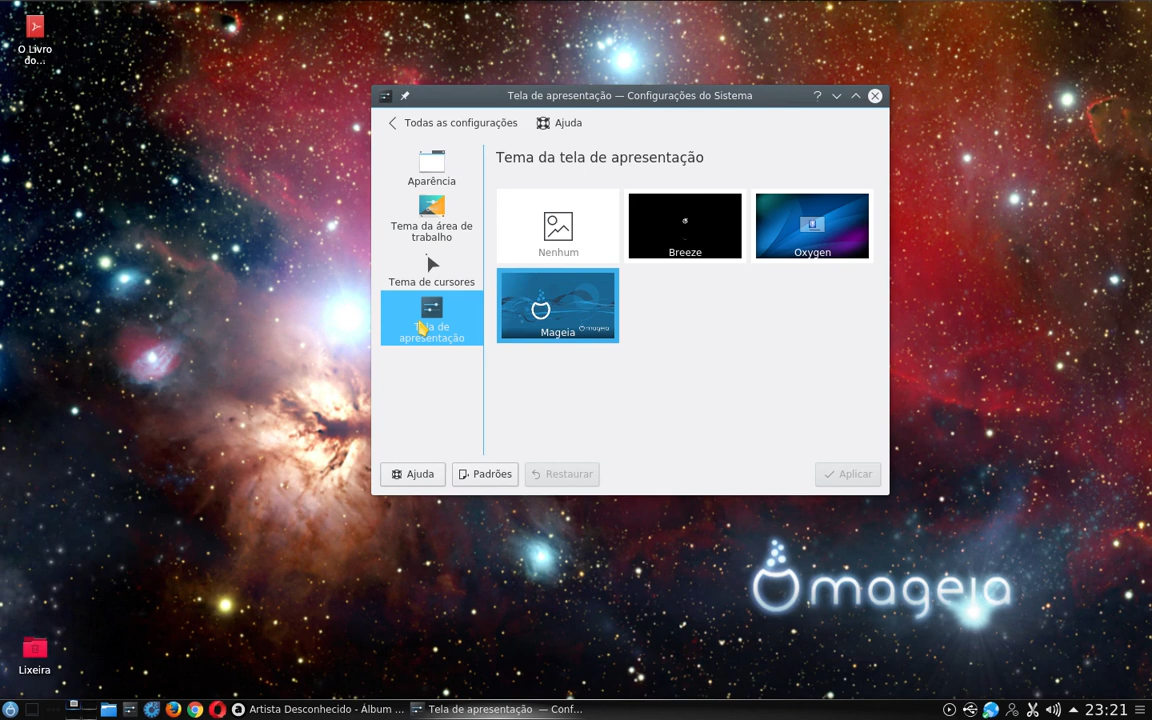 O Livro
do...
Tela de apresentação — Configurações do Sistema
?
Todas as configurações
Ajuda
Aparência
Tema da área de
trabalho
Tema de cursores
Tela de
apresentação
Tema da tela de apresentação
Nenhum
Breeze
Oxygen
Mageia
mageia
Ajuda
Padrões
Restaurar
Aplicar
mageia
Lixeira
Artista Desconhecido - Álbum ...
Tela de apresentação — Conf...
23:21